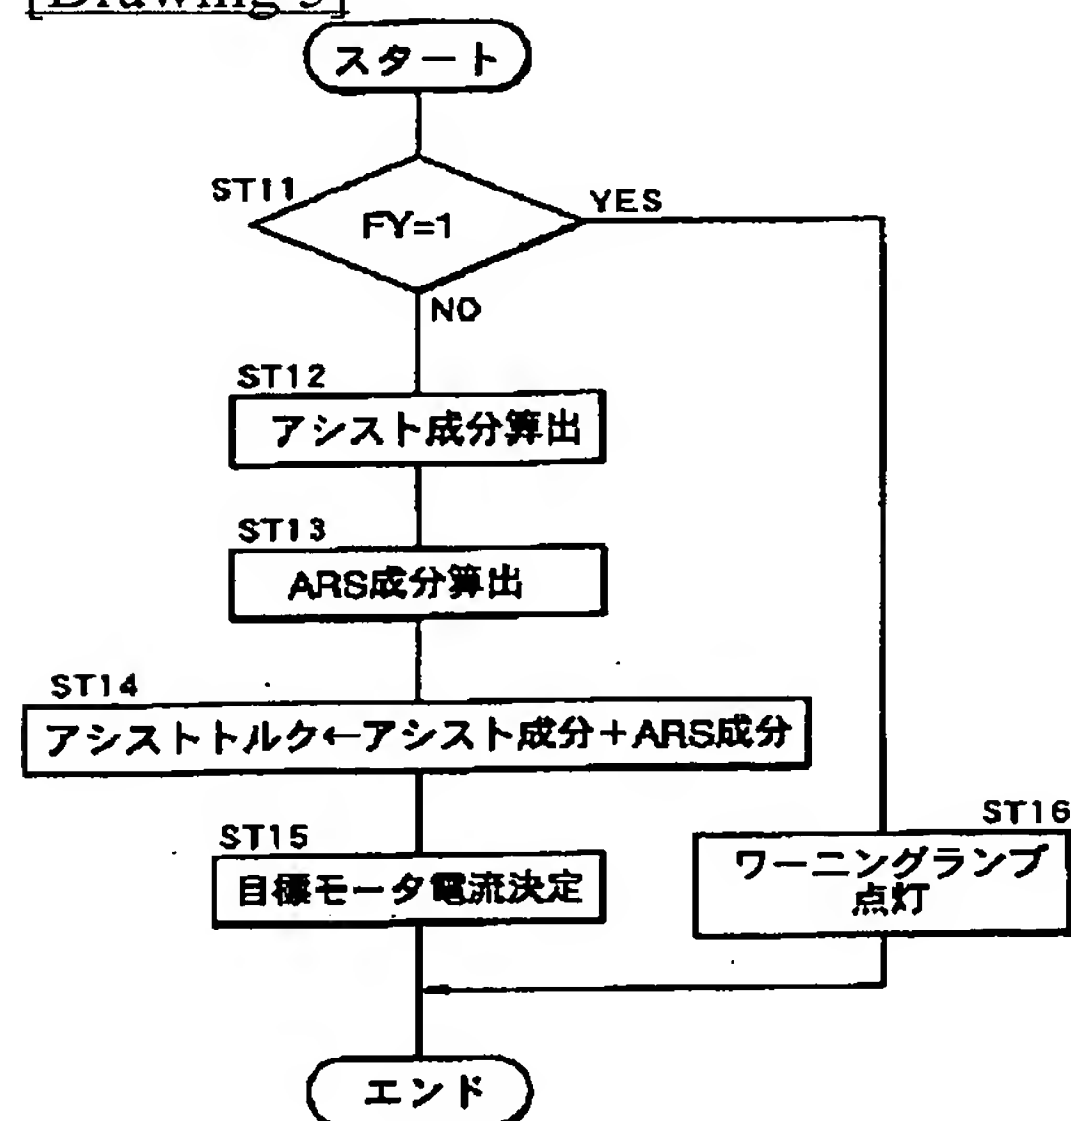 [Drawing 5]
スタート
ST11
FY=1
YES
NO
ST12
アシスト成分算出
ST13
ARS成分算出
ST14
アシストトルク←アシスト成分+ARS成分
ST15
目標モータ電流決定
ST16
ワーニングランプ
点灯
エンド